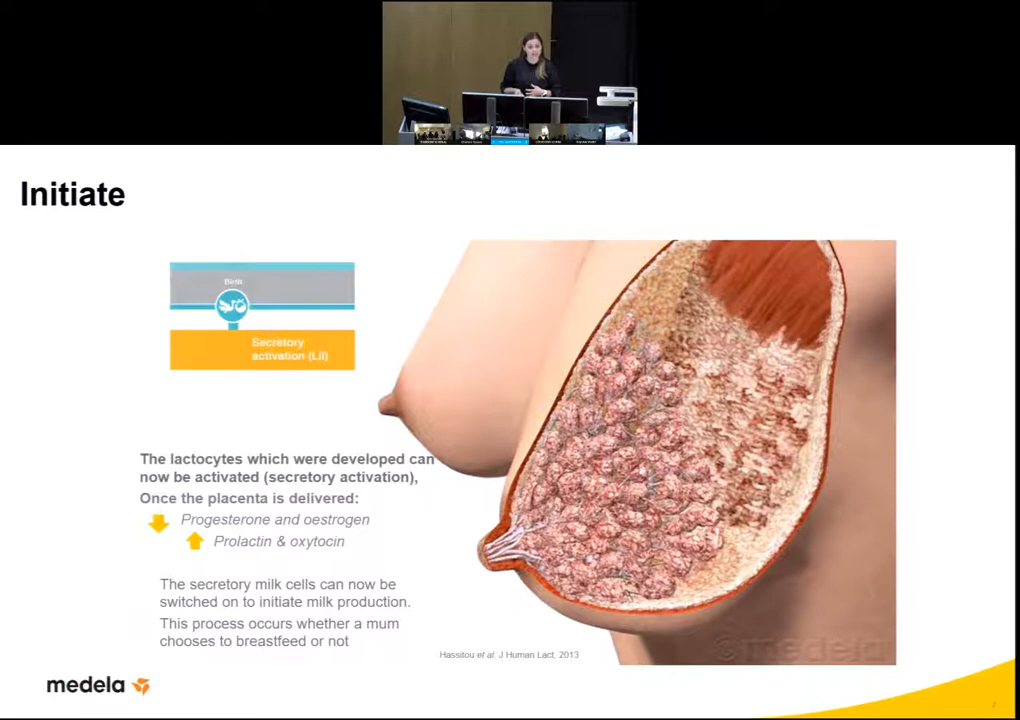 Initiate
Birth
Secretory
activation (LII)
The lactocytes which were developed can
now be activated (secretory activation),
Once the placenta is delivered:
Progesterone and oestrogen
Prolactin & oxytocin
The secretory milk cells can now be
switched on to initiate milk production.
This process occurs whether a mum
chooses to breastfeed or not
Hassitou et al, J Human Lact, 2013
©medela
medela
7